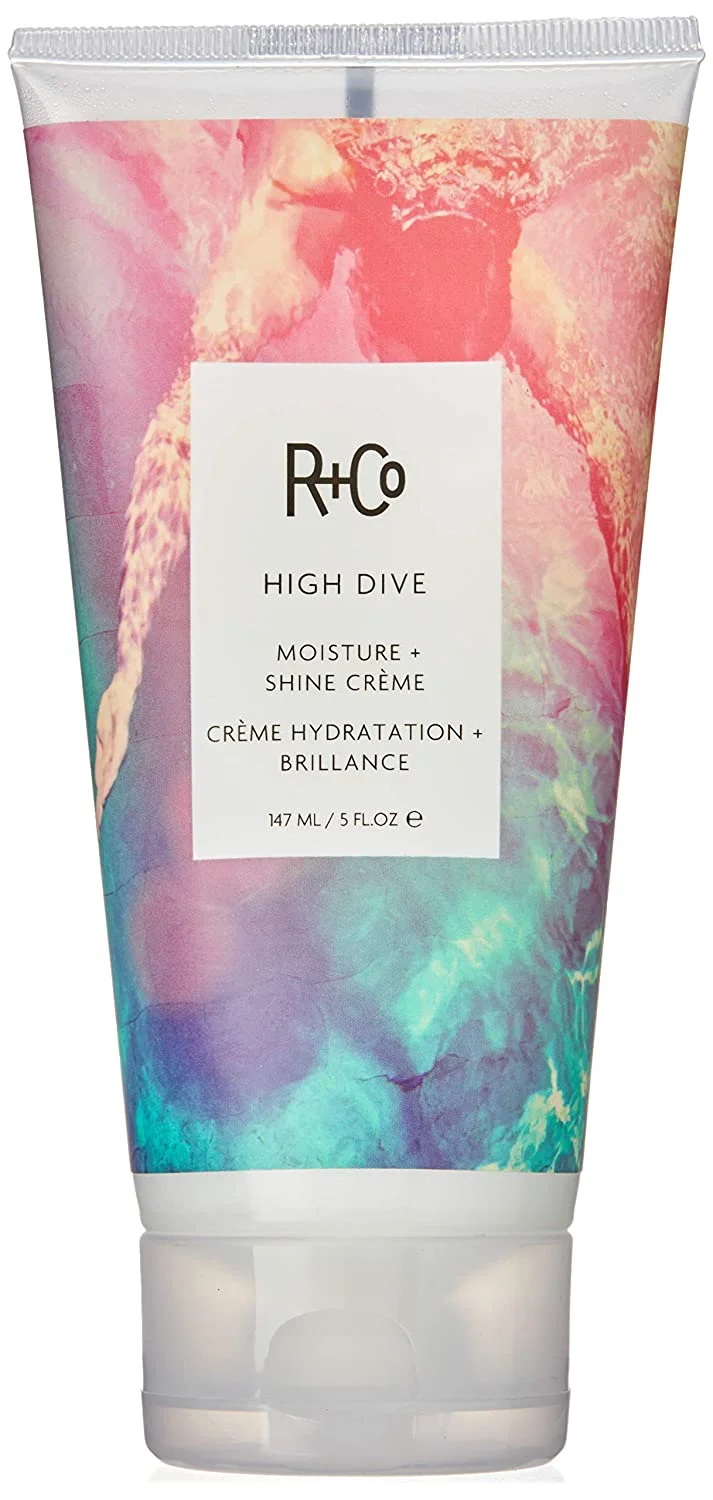 R+Co
HIGH DIVE
MOISTURE +
SHINE CRÈME
CRÈME HYDRATATION +
BRILLANCE
147 ML / 5 FL.OZ ℮